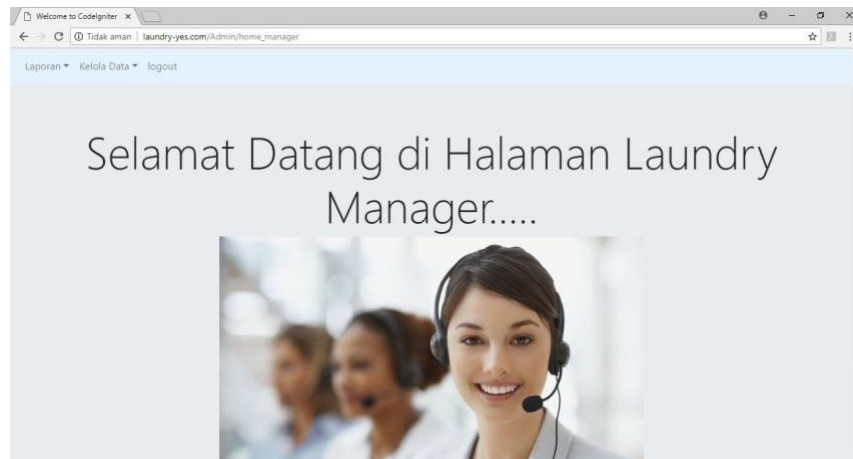 Welcome to CodeIgniter
Tidak aman | laundry-yes.com/Admin/home_manager
Laporan Kelola Data logout
Selamat Datang di Halaman Laundry
Manager.....